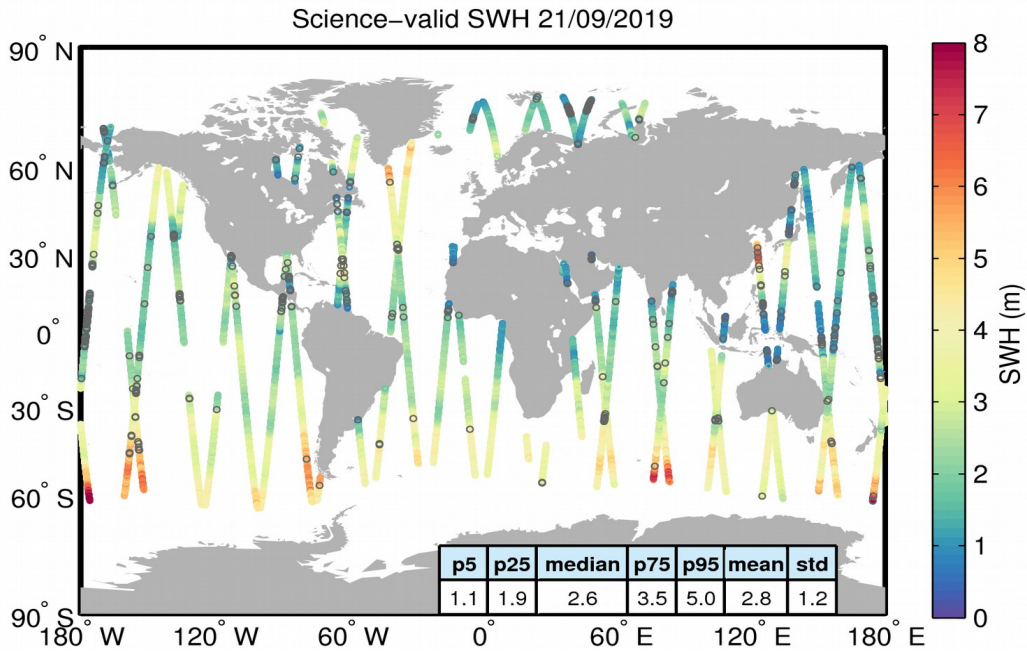 Science−valid SWH 21/09/2019
90° N
60° N
30° N
0°
30° S
60° S
90° S
180° W
120° W
60° W
0°
60° E
120° E
180° E
p5 p25 median p75 p95 mean std
1.1 1.9 2.6 3.5 5.0 2.8 1.2
8
7
6
5
4
3
2
1
0
SWH (m)